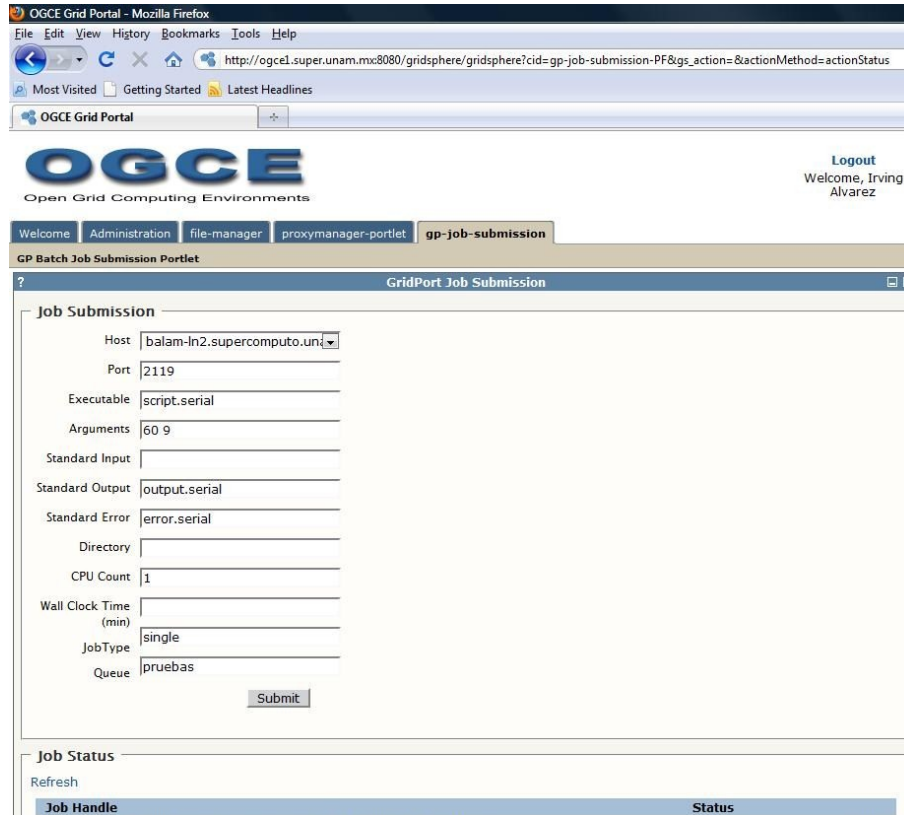 OGCE Grid Portal - Mozilla Firefox
File Edit View History Bookmarks Tools Help
http://ogce1.super.unam.mx:8080/gridsphere/gridsphere?cid=gp-job-submission-PF&gs_action=&actionMethod=actionStatus
Most Visited Getting Started Latest Headlines
OGCE Grid Portal
OGCE
Open Grid Computing Environments
Logout
Welcome, Irving
Alvarez
Welcome Administration file-manager proxymanager-portlet gp-job-submission
GP Batch Job Submission Portlet
? GridPort Job Submission
Job Submission
Host balam-ln2.supercomputo.una
Port 2119
Executable script.serial
Arguments 60 9
Standard Input
Standard Output output.serial
Standard Error error.serial
Directory
CPU Count 1
Wall Clock Time
(min)
JobType single
Queue pruebas
Submit
Job Status
Refresh
Job Handle Status